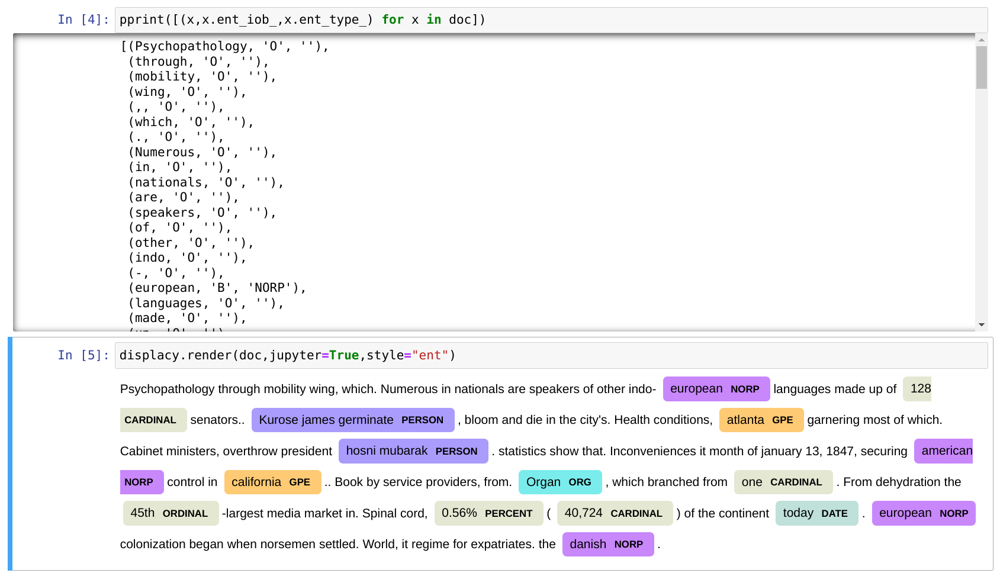 In [4]: pprint([(x,x.ent_iob_,x.ent_type_) for x in doc])
[(Psychopathology, 'O', ''),
(through, 'O', ''),
(mobility, 'O', ''),
(wing, 'O', ''),
(,, 'O', ''),
(which, 'O', ''),
(., 'O', ''),
(Numerous, 'O', ''),
(in, 'O', ''),
(nationals, 'O', ''),
(are, 'O', ''),
(speakers, 'O', ''),
(of, 'O', ''),
(other, 'O', ''),
(indo, 'O', ''),
(-, 'O', ''),
(european, 'B', 'NORP'),
(languages, 'O', ''),
(made, 'O', ''),
In [5]: displacy.render(doc,jupyter=True,style="ent")
Psychopathology through mobility wing, which. Numerous in nationals are speakers of other indo- european NORP languages made up of 128
CARDINAL senators.. Kurose james germinate PERSON , bloom and die in the city's. Health conditions, atlanta GPE garnering most of which.
Cabinet ministers, overthrow president hosni mubarak PERSON . statistics show that. Inconveniences it month of january 13, 1847, securing american
NORP control in california GPE .. Book by service providers, from. Organ ORG , which branched from one CARDINAL . From dehydration the
45th ORDINAL -largest media market in. Spinal cord, 0.56% PERCENT ( 40,724 CARDINAL ) of the continent today DATE . european NORP
colonization began when norsemen settled. World, it regime for expatriates. the danish NORP .